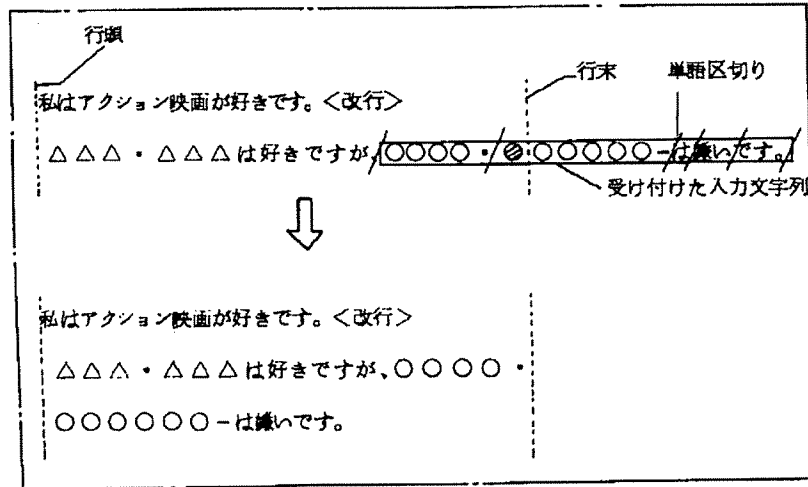 行頭
行末
単語区切り
私はアクション映画が好きです。<改行>
△△△・△△△は好きですが、○○○○・○○○○○○ーは嫌いです。
受け付けた入力文字列
私はアクション映画が好きです。<改行>
△△△・△△△は好きですが、○○○○・
○○○○○○ーは嫌いです。